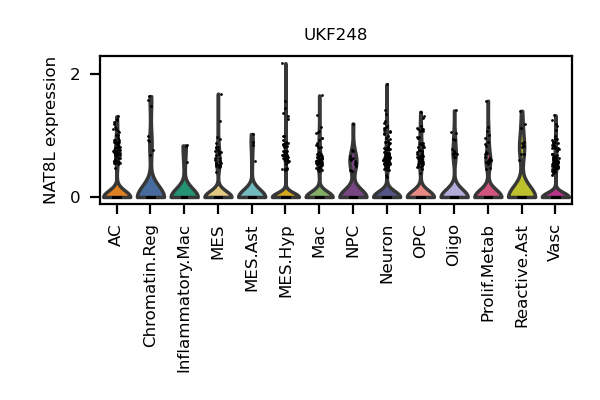 UKF248
NAT8L expression
2
0
AC
Chromatin.Reg
Inflammatory.Mac
MES
MES.Ast
MES.Hyp
Mac
NPC
Neuron
OPC
Oligo
Prolif.Metab
Reactive.Ast
Vasc